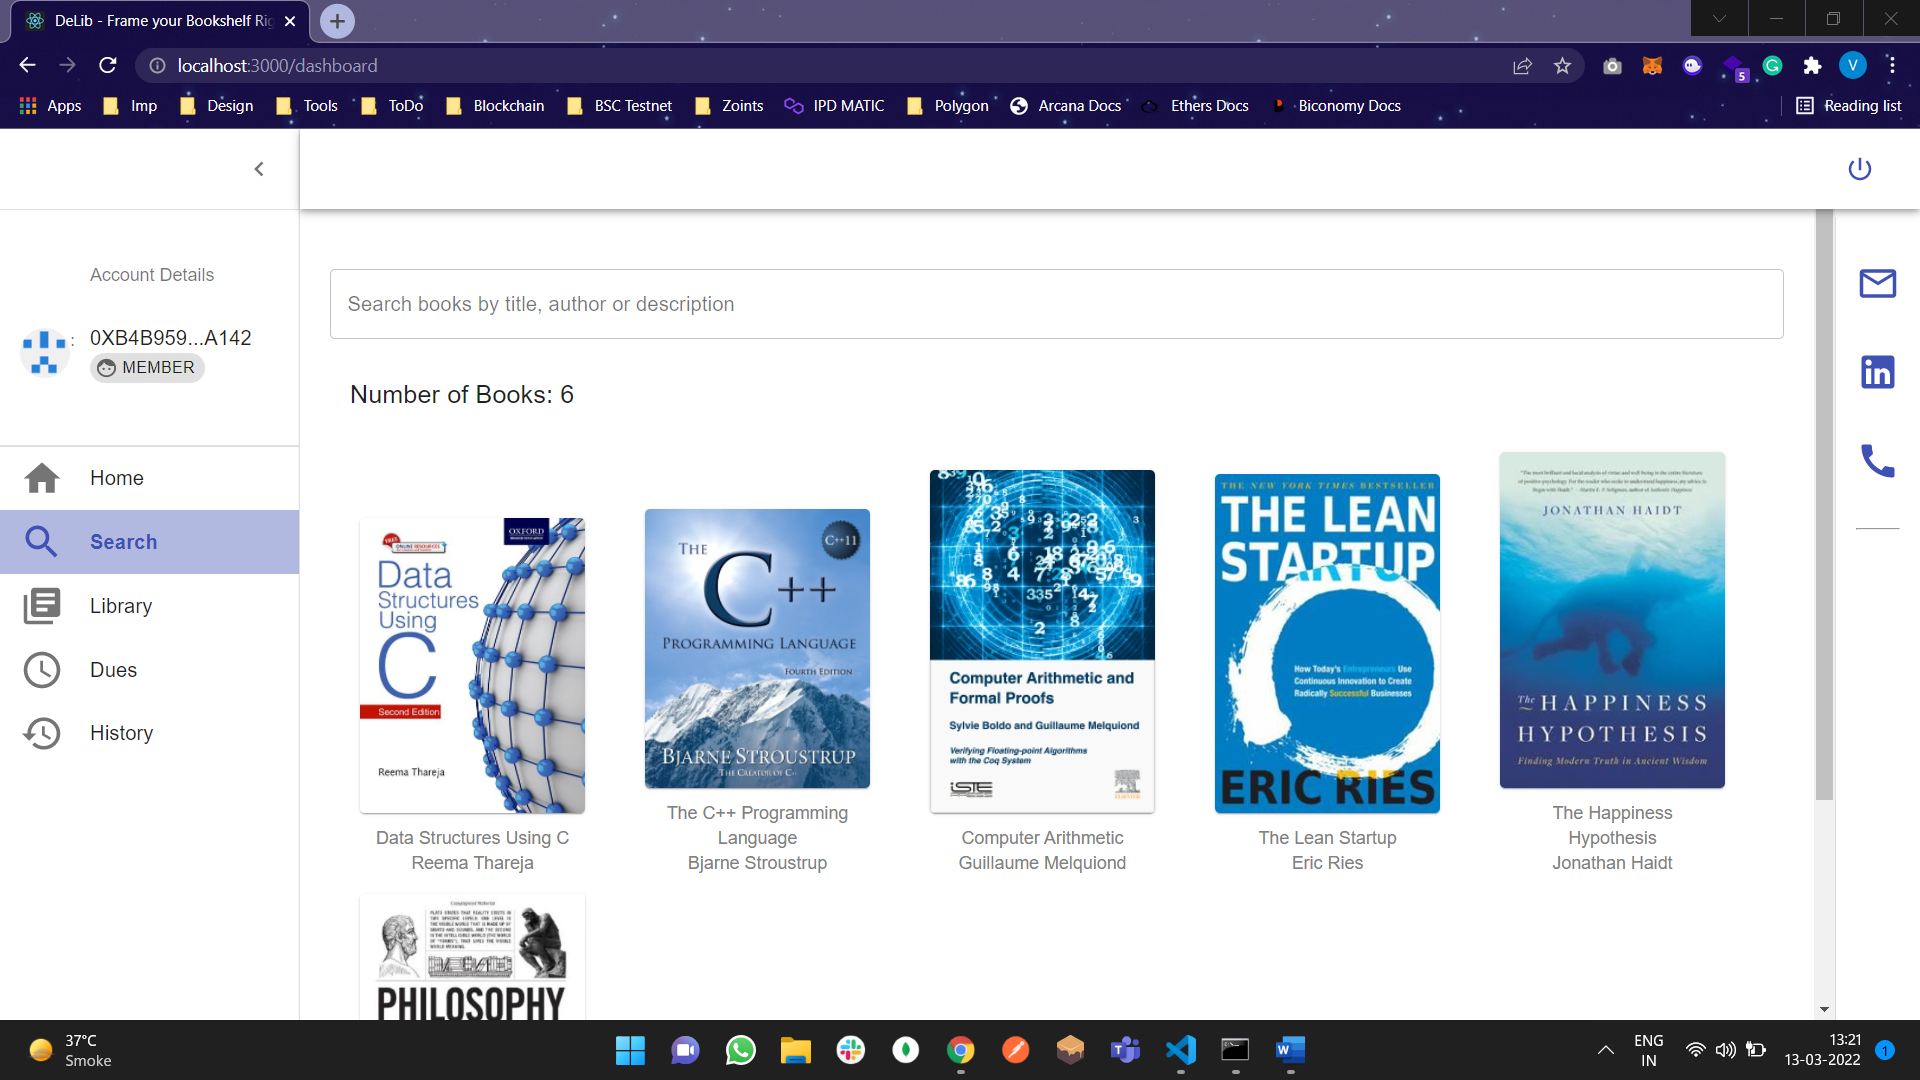 DeLib - Frame your Bookshelf Rig
localhost:3000/dashboard
5
V
Apps
Imp
Design
Tools
ToDo
Blockchain
BSC Testnet
Zoints
IPD MATIC
Polygon
Arcana Docs
Ethers Docs
Biconomy Docs
Reading list
Account Details
:
0XB4B959...A142
MEMBER
Home
Search
Library
Dues
History
Search books by title, author or description
Number of Books: 6
OXFORD
FREE
ONLINE RESOURCES
Data
Structures
Using
C
Second Edition
Reema Thareja
Data Structures Using C
Reema Thareja
C++11
THE
C++
PROGRAMMING LANGUAGE
FOURTH EDITION
BJARNE STROUSTRUP
THE CREATOR OF C++
The C++ Programming
Language
Bjarne Stroustrup
Computer Arithmetic and
Formal Proofs
Sylvie Boldo and Guillaume Melquiond
Verifying Floating-point Algorithms
with the Coq System
iSTE
ELSEVIER
Computer Arithmetic
Guillaume Melquiond
THE NEW YORK TIMES BESTSELLER
THE LEAN
STARTUP
How Today's Entrepreneurs Use
Continuous Innovation to Create
Radically Successful Businesses
ERIC RIES
The Lean Startup
Eric Ries
JONATHAN HAIDT
The HAPPINESS
HYPOTHESIS
Finding Modern Truth in Ancient Wisdom
The Happiness
Hypothesis
Jonathan Haidt
Copyrighted Material
PHILOSOPHY
37°C
Smoke
ENG
IN
13:21
13-03-2022
1